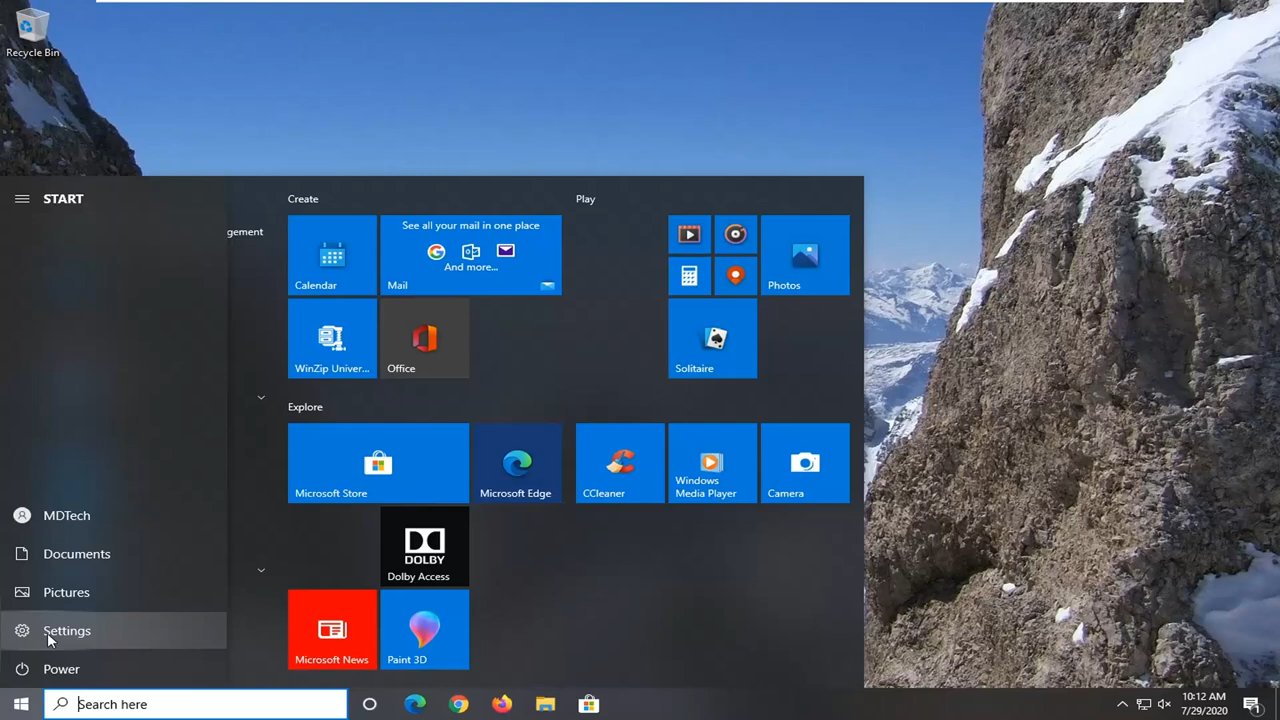 Recycle Bin
START
gement
Create
Play
See all your mail in one place
And more...
Calendar
Mail
Photos
WinZip Univer...
Office
Solitaire
Explore
Microsoft Store
Microsoft Edge
CCleaner
Windows
Media Player
Camera
DOLBY
Dolby Access
Microsoft News
Paint 3D
MDTech
Documents
Pictures
Settings
Power
Search here
10:12 AM
7/29/2020
1